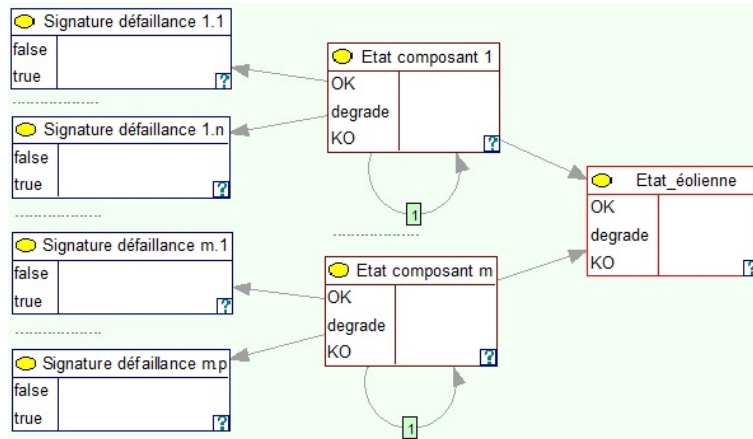 Signature défaillance 1.1
false
true
Signature défaillance 1.n
false
true
Signature défaillance m.1
false
true
Signature défaillance m.p
false
true
Etat composant 1
OK
degrade
KO
1
Etat composant m
OK
degrade
KO
1
Etat_éolienne
OK
degrade
KO